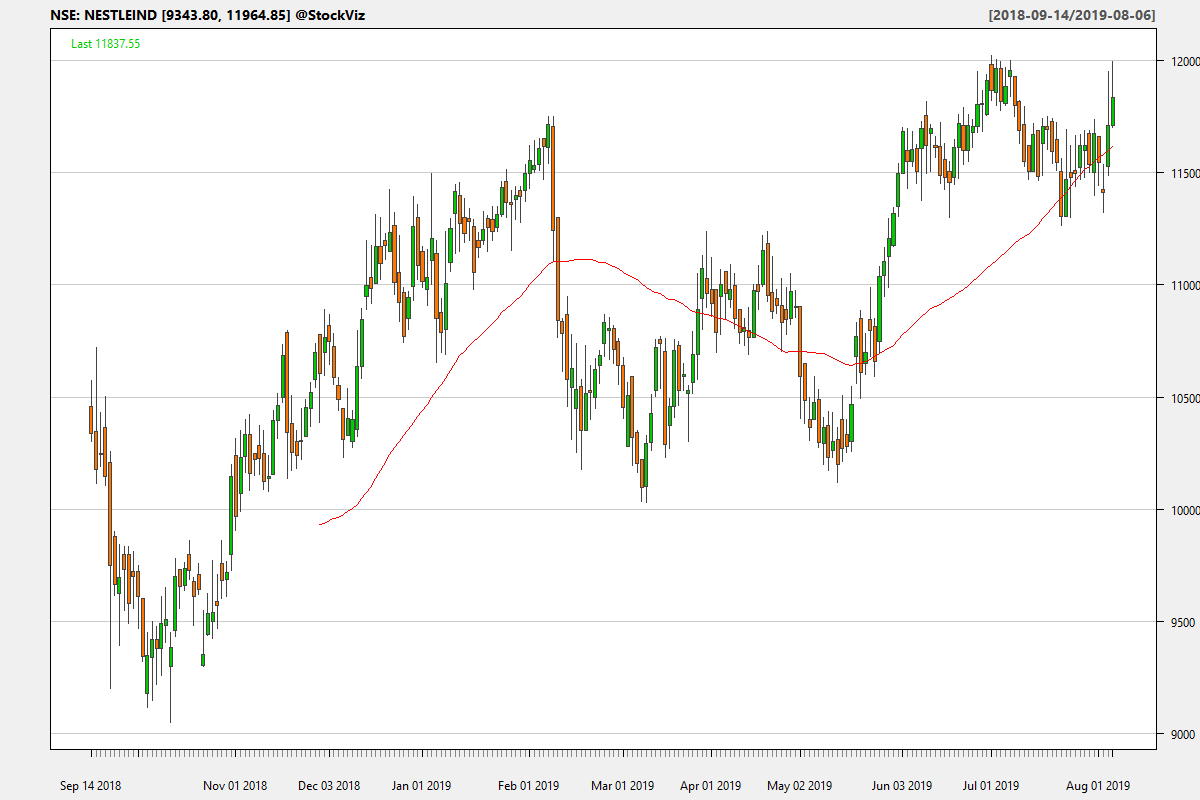 NSE: NESTLEIND [9343.80, 11964.85] @StockViz
[2018-09-14/2019-08-06]
Last 11837.55
12000
11500
11000
10500
10000
9500
9000
Sep 14 2018
Nov 01 2018
Dec 03 2018
Jan 01 2019
Feb 01 2019
Mar 01 2019
Apr 01 2019
May 02 2019
Jun 03 2019
Jul 01 2019
Aug 01 2019